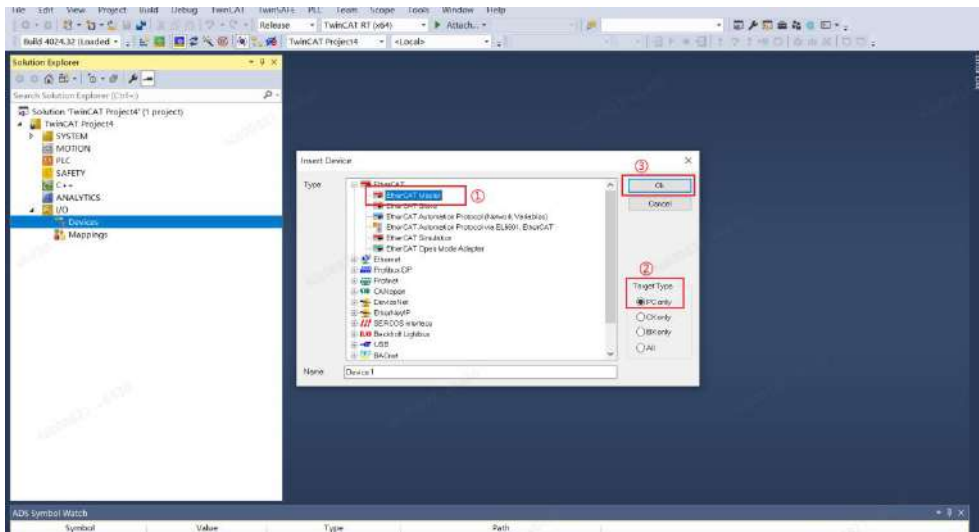 File Edit View Project Build Debug TwinCAT TwinSAFE PLC Team Scope Tools Window Help
Release TwinCAT RT (x64) Attach...
Build 4024.32 (Loaded) TwinCAT Project4 <Local>
Solution Explorer
Search Solution Explorer (Ctrl+;)
Solution 'TwinCAT Project4' (1 project)
TwinCAT Project4
SYSTEM
MOTION
PLC
SAFETY
C++
ANALYTICS
I/O
Devices
Mappings
Insert Device
Type
EtherCAT
EtherCAT Master
EtherCAT Slave
EtherCAT Automation Protocol (Network Variables)
EtherCAT Automation Protocol via EL6601, EtherCAT
EtherCAT Simulation
EtherCAT Open Mode Adapter
Ethernet
Profibus DP
Profinet
CANopen
DeviceNet
EtherNet/IP
SERCOS interface
Beckhoff Lightbus
USB
BACnet
①
③
Ok
Cancel
②
Target Type
PC only
CX only
BX only
All
Name
Device 1
ADS Symbol Watch
Symbol Value Type Path